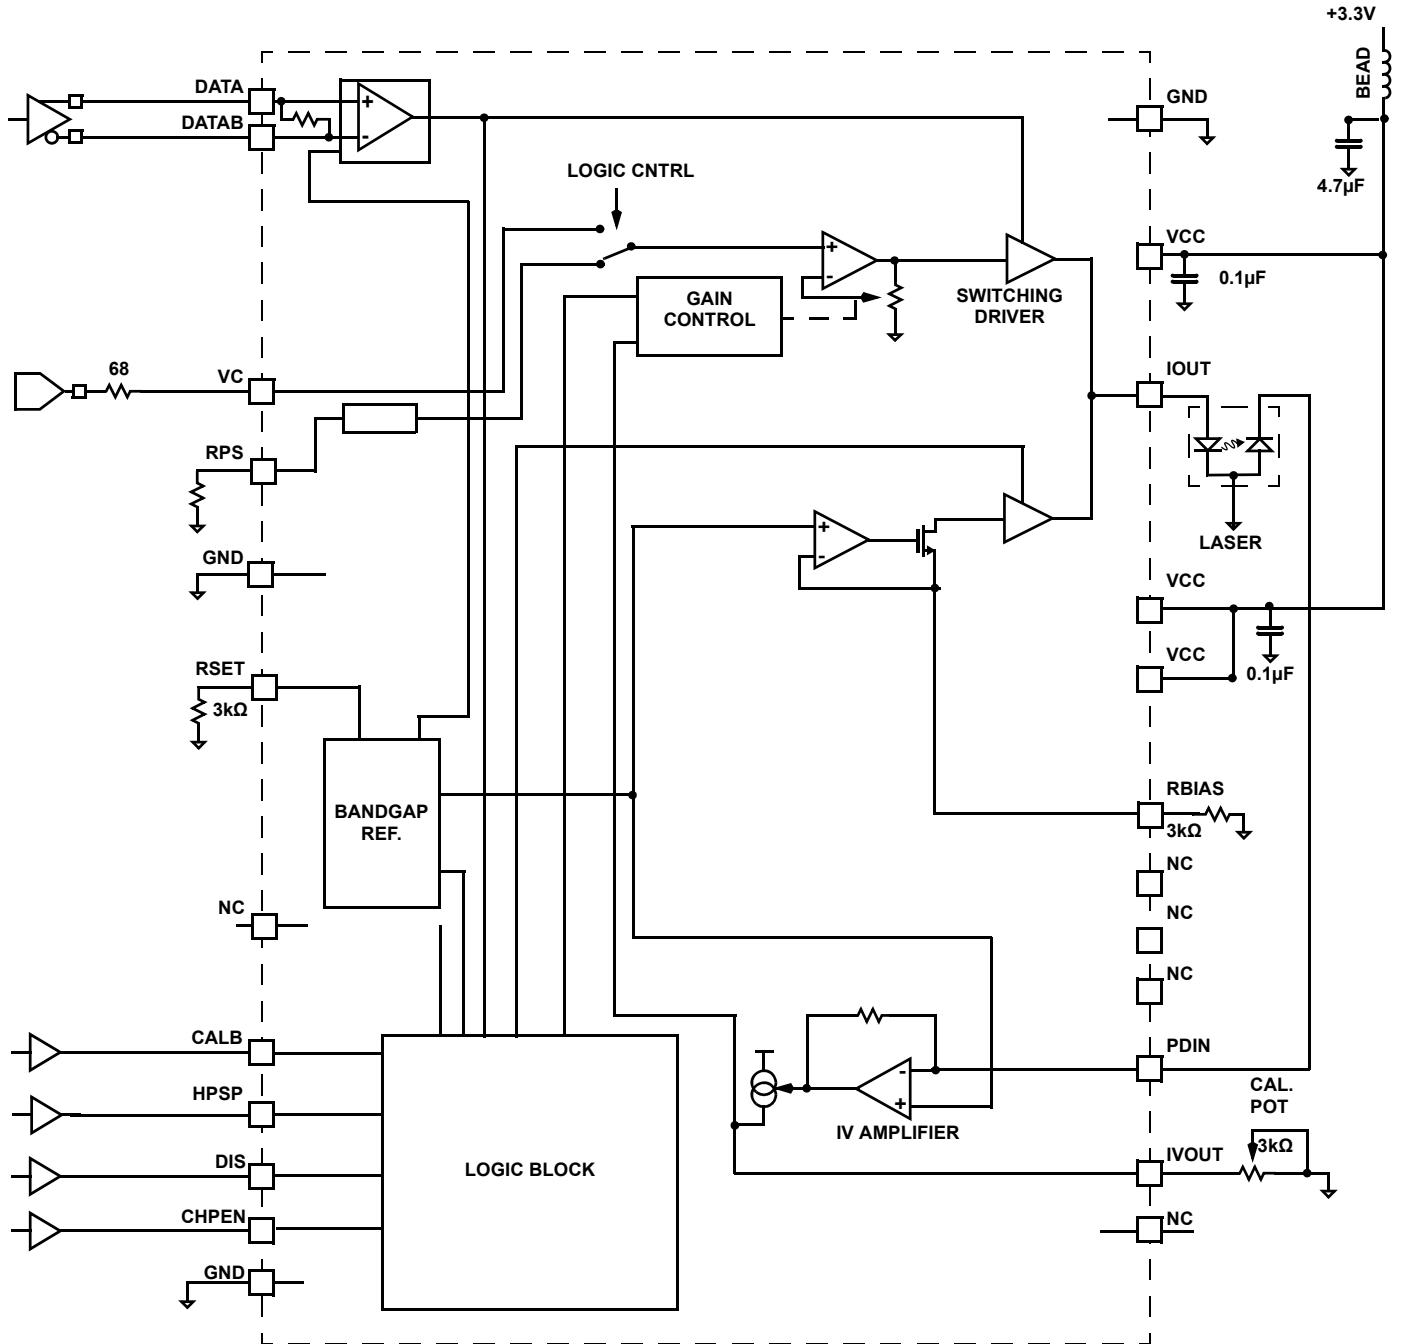 +3.3V
BEAD
DATA
DATAB
GND
4.7µF
LOGIC CNTRL
VCC
0.1µF
+
-
+
-
GAIN
CONTROL
SWITCHING
DRIVER
68
VC
IOUT
RPS
LASER
GND
+
-
VCC
VCC
0.1µF
RSET
3kΩ
BANDGAP
REF.
RBIAS
3kΩ
NC
NC
NC
NC
CALB
PDIN
HPSP
-
+
IV AMPLIFIER
CAL.
POT
3kΩ
DIS
LOGIC BLOCK
IVOUT
CHPEN
NC
GND